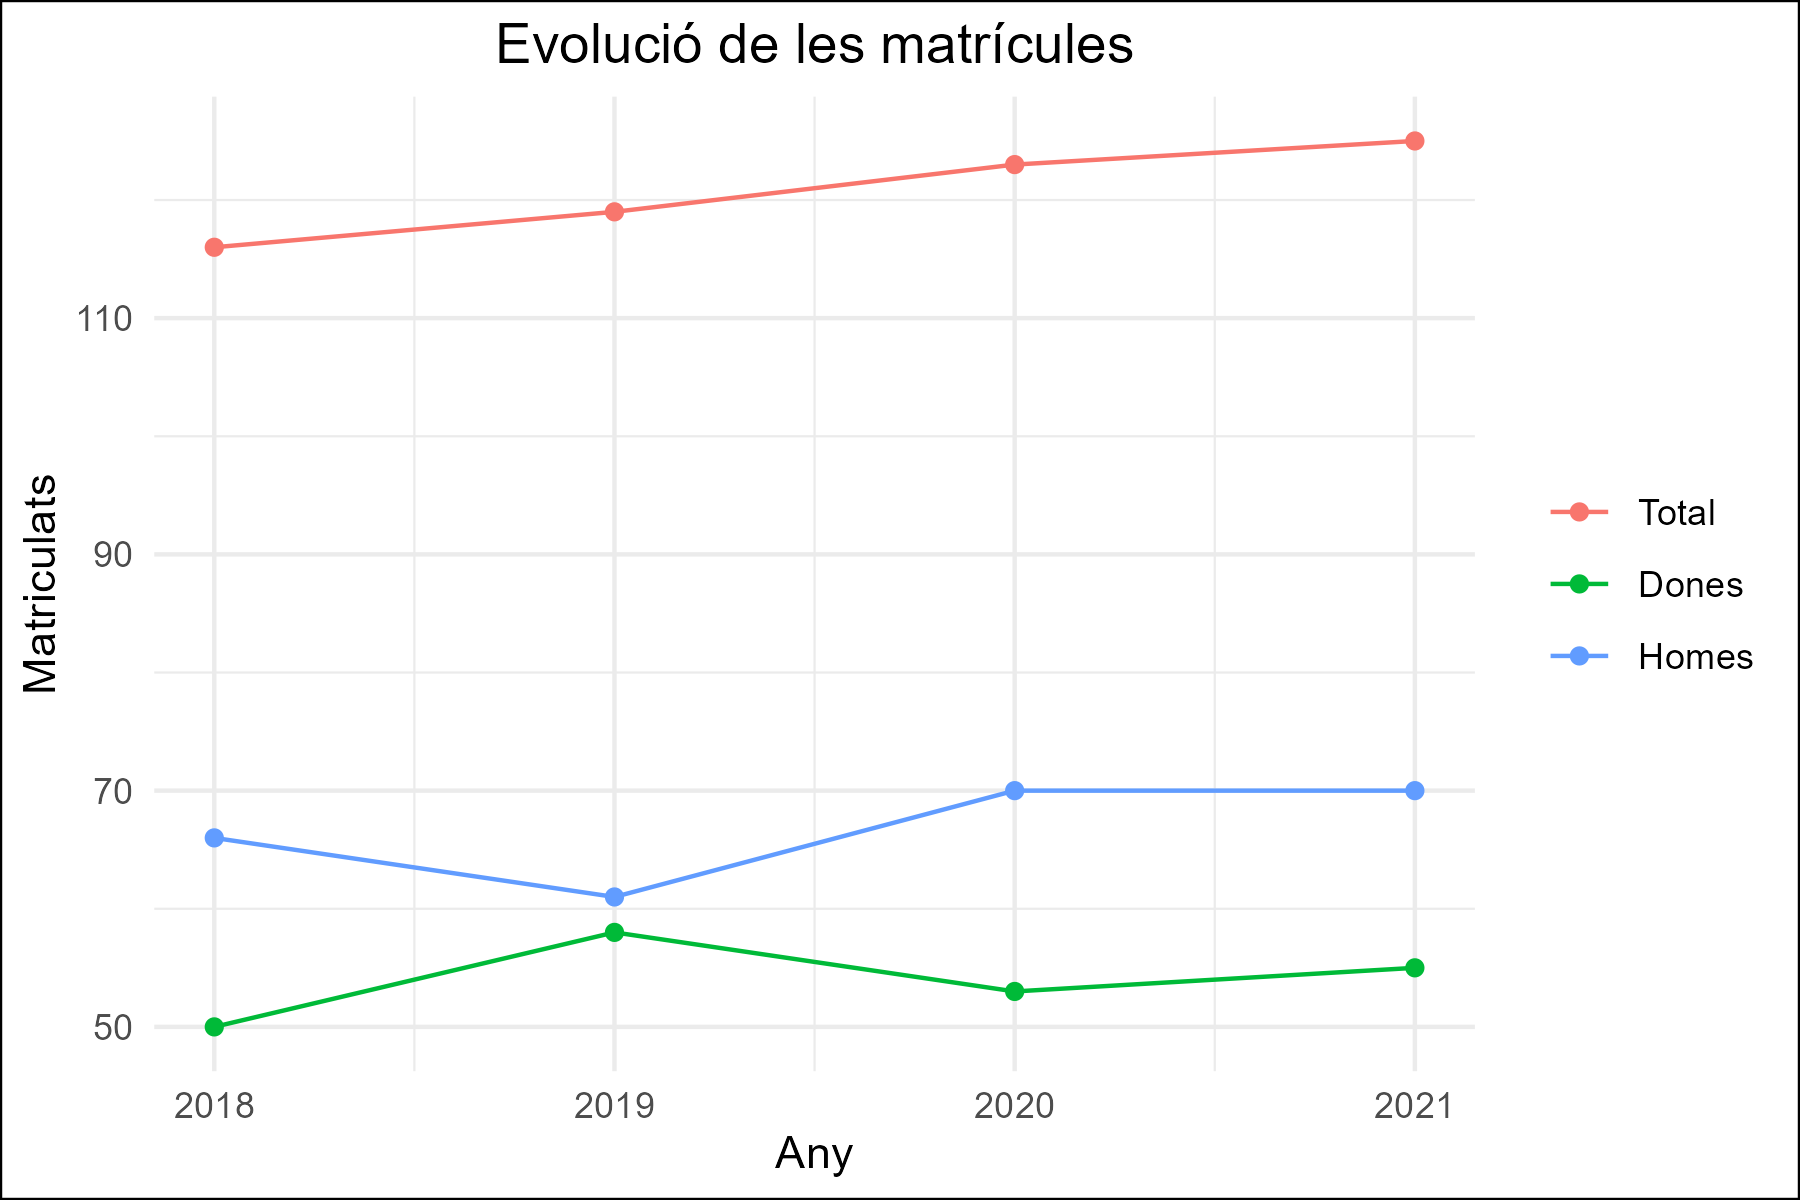 Evolució de les matrícules
Matriculats
110
90
70
50
2018 2019 2020 2021
Any
Total
Dones
Homes